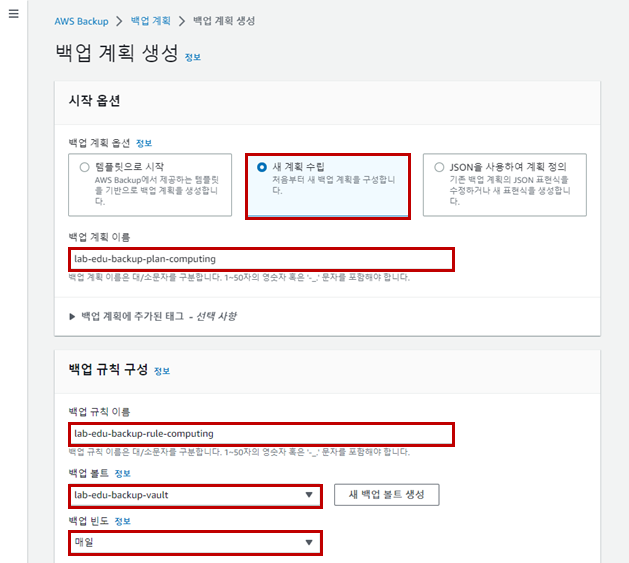 AWS Backup > 백업 계획 > 백업 계획 생성
백업 계획 생성 정보
시작 옵션
백업 계획 옵션 정보
템플릿으로 시작
AWS Backup에서 제공하는 템플릿
을 기반으로 백업 계획을 생성합니
다.
새 계획 수립
처음부터 새 백업 계획을 구성합니
다.
JSON을 사용하여 계획 정의
기존 백업 계획의 JSON 표현식을
수정하거나 새 표현식을 생성합니
다.
백업 계획 이름
lab-edu-backup-plan-computing
백업 계획 이름은 대/소문자를 구분합니다. 1~50자의 영숫자 혹은 '-_.' 문자를 포함해야 합니다.
백업 계획에 추가된 태그 - 선택 사항
백업 규칙 구성 정보
백업 규칙 이름
lab-edu-backup-rule-computing
백업 규칙 이름은 대/소문자를 구분합니다. 1~50자의 영숫자 혹은 '-_.' 문자를 포함해야 합니다.
백업 볼트 정보
lab-edu-backup-vault
새 백업 볼트 생성
백업 빈도 정보
매일